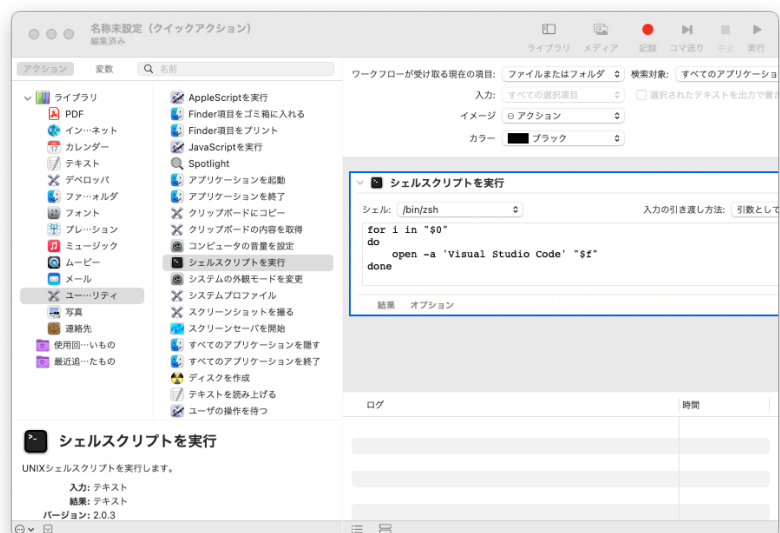 名称未設定（クイックアクション）
編集済み
ライブラリ
メディア
記録
コマ送り
中止
実行
アクション
変数
名前
ライブラリ
PDF
イン…ネット
カレンダー
テキスト
デベロッパ
ファ…ォルダ
フォント
プレ…ション
ミュージック
ムービー
メール
ユー…リティ
写真
連絡先
使用回…いもの
最近追…たもの
AppleScriptを実行
Finder項目をゴミ箱に入れる
Finder項目をプリント
JavaScriptを実行
Spotlight
アプリケーションを起動
アプリケーションを終了
クリップボードにコピー
クリップボードの内容を取得
コンピュータの音量を設定
シェルスクリプトを実行
システムの外観モードを変更
システムプロファイル
スクリーンショットを撮る
スクリーンセーバを開始
すべてのアプリケーションを隠す
すべてのアプリケーションを終了
ディスクを作成
テキストを読み上げる
ユーザの操作を待つ
ワークフローが受け取る現在の項目: ファイルまたはフォルダ 検索対象: すべてのアプリケーショ
入力: すべての選択項目 選択されたテキストを出力で置き
イメージ アクション
カラー ブラック
シェルスクリプトを実行
シェル: /bin/zsh 入力の引き渡し方法: 引数として
for i in "$0"
do
open -a 'Visual Studio Code' "$f"
done
結果 オプション
ログ 時間
シェルスクリプトを実行
UNIXシェルスクリプトを実行します。
入力: テキスト
結果: テキスト
バージョン: 2.0.3